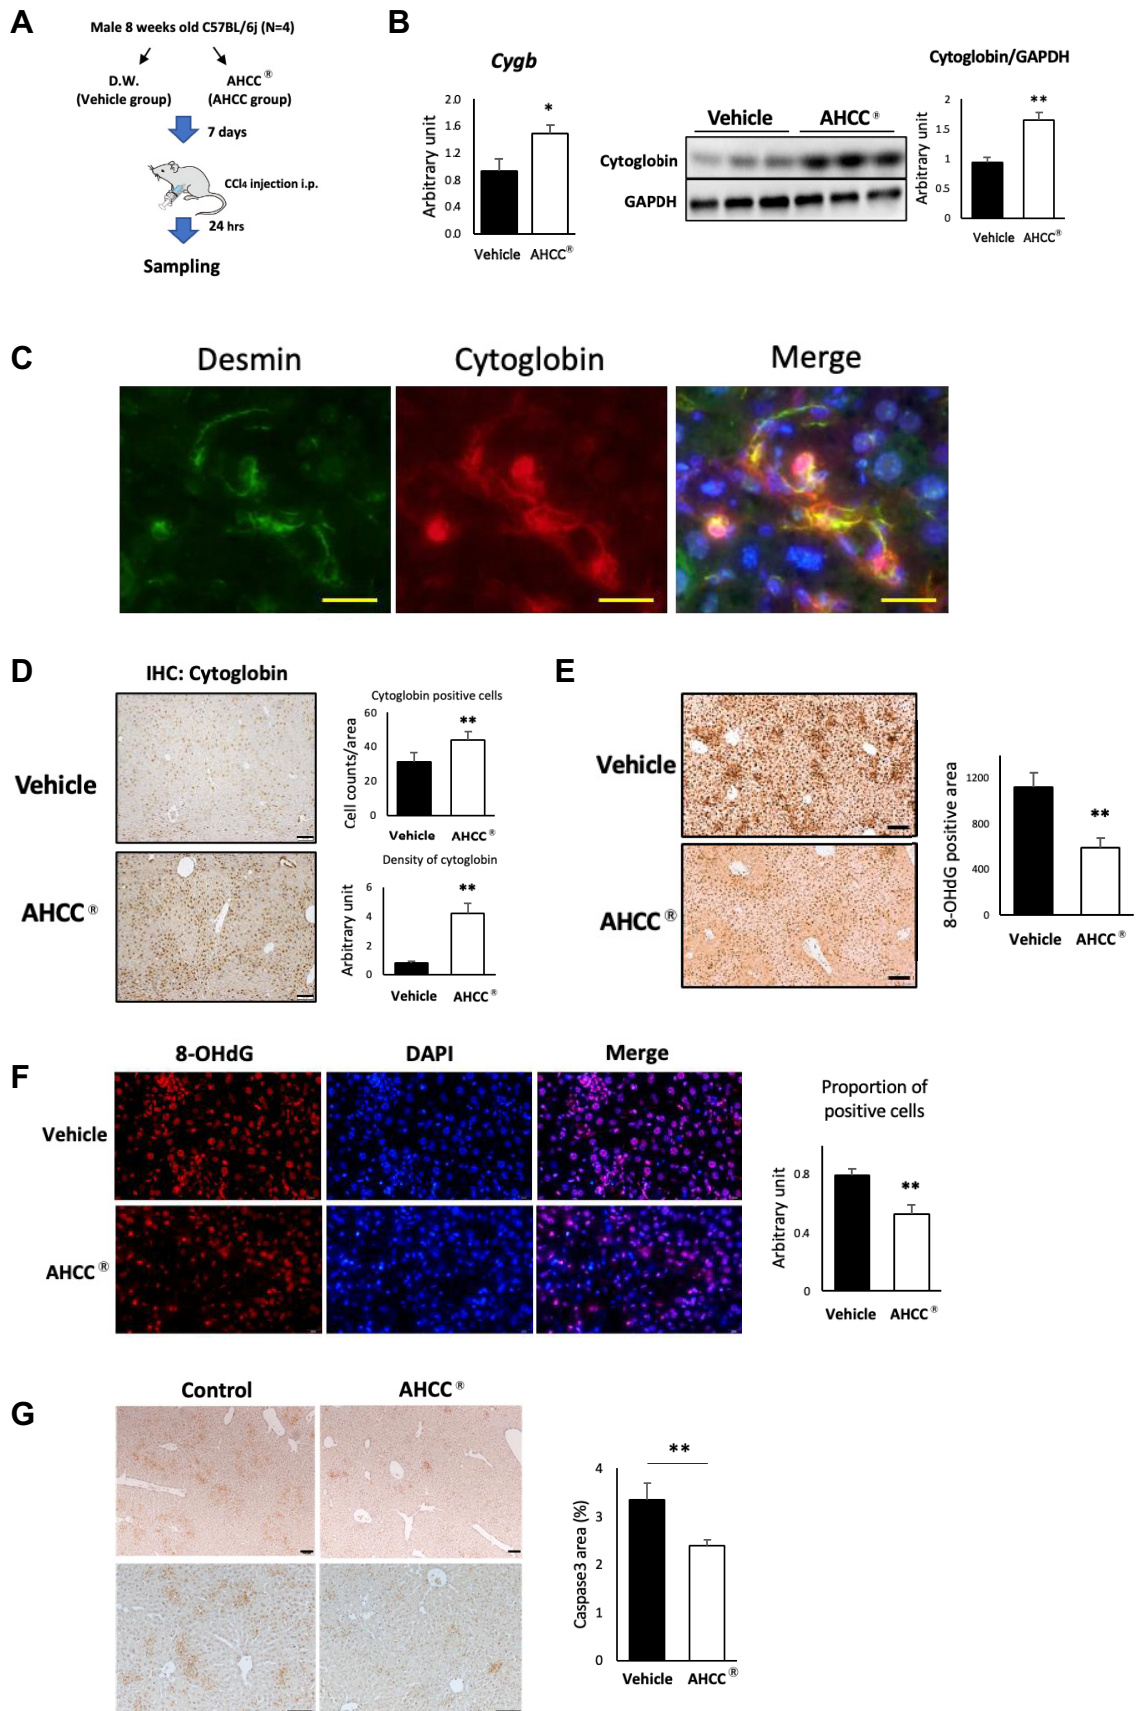 A
Male 8 weeks old C57BL/6j (N=4)
D.W.
(Vehicle group)
AHCC®
(AHCC group)
7 days
CCl4 injection i.p.
24 hrs
Sampling
B
Cygb
Arbitrary unit
2.0
1.6
1.2
0.8
0.4
0.0
*
Vehicle
AHCC®
Vehicle
AHCC®
Cytoglobin
GAPDH
Cytoglobin/GAPDH
Arbitrary unit
2
1.5
1
0.5
0
**
Vehicle
AHCC®
C
Desmin
Cytoglobin
Merge
D
IHC: Cytoglobin
Vehicle
AHCC®
Cytoglobin positive cells
Cell counts/area
60
40
20
0
**
Vehicle
AHCC®
Density of cytoglobin
Arbitrary unit
6
4
2
0
**
Vehicle
AHCC®
E
Vehicle
AHCC®
8-OHdG positive area
1200
800
400
0
**
Vehicle
AHCC®
F
8-OHdG
DAPI
Merge
Vehicle
AHCC®
Proportion of
positive cells
Arbitrary unit
0.8
0.4
0
**
Vehicle
AHCC®
G
Control
AHCC®
Caspase3 area (%)
4
3
2
1
0
**
Vehicle
AHCC®